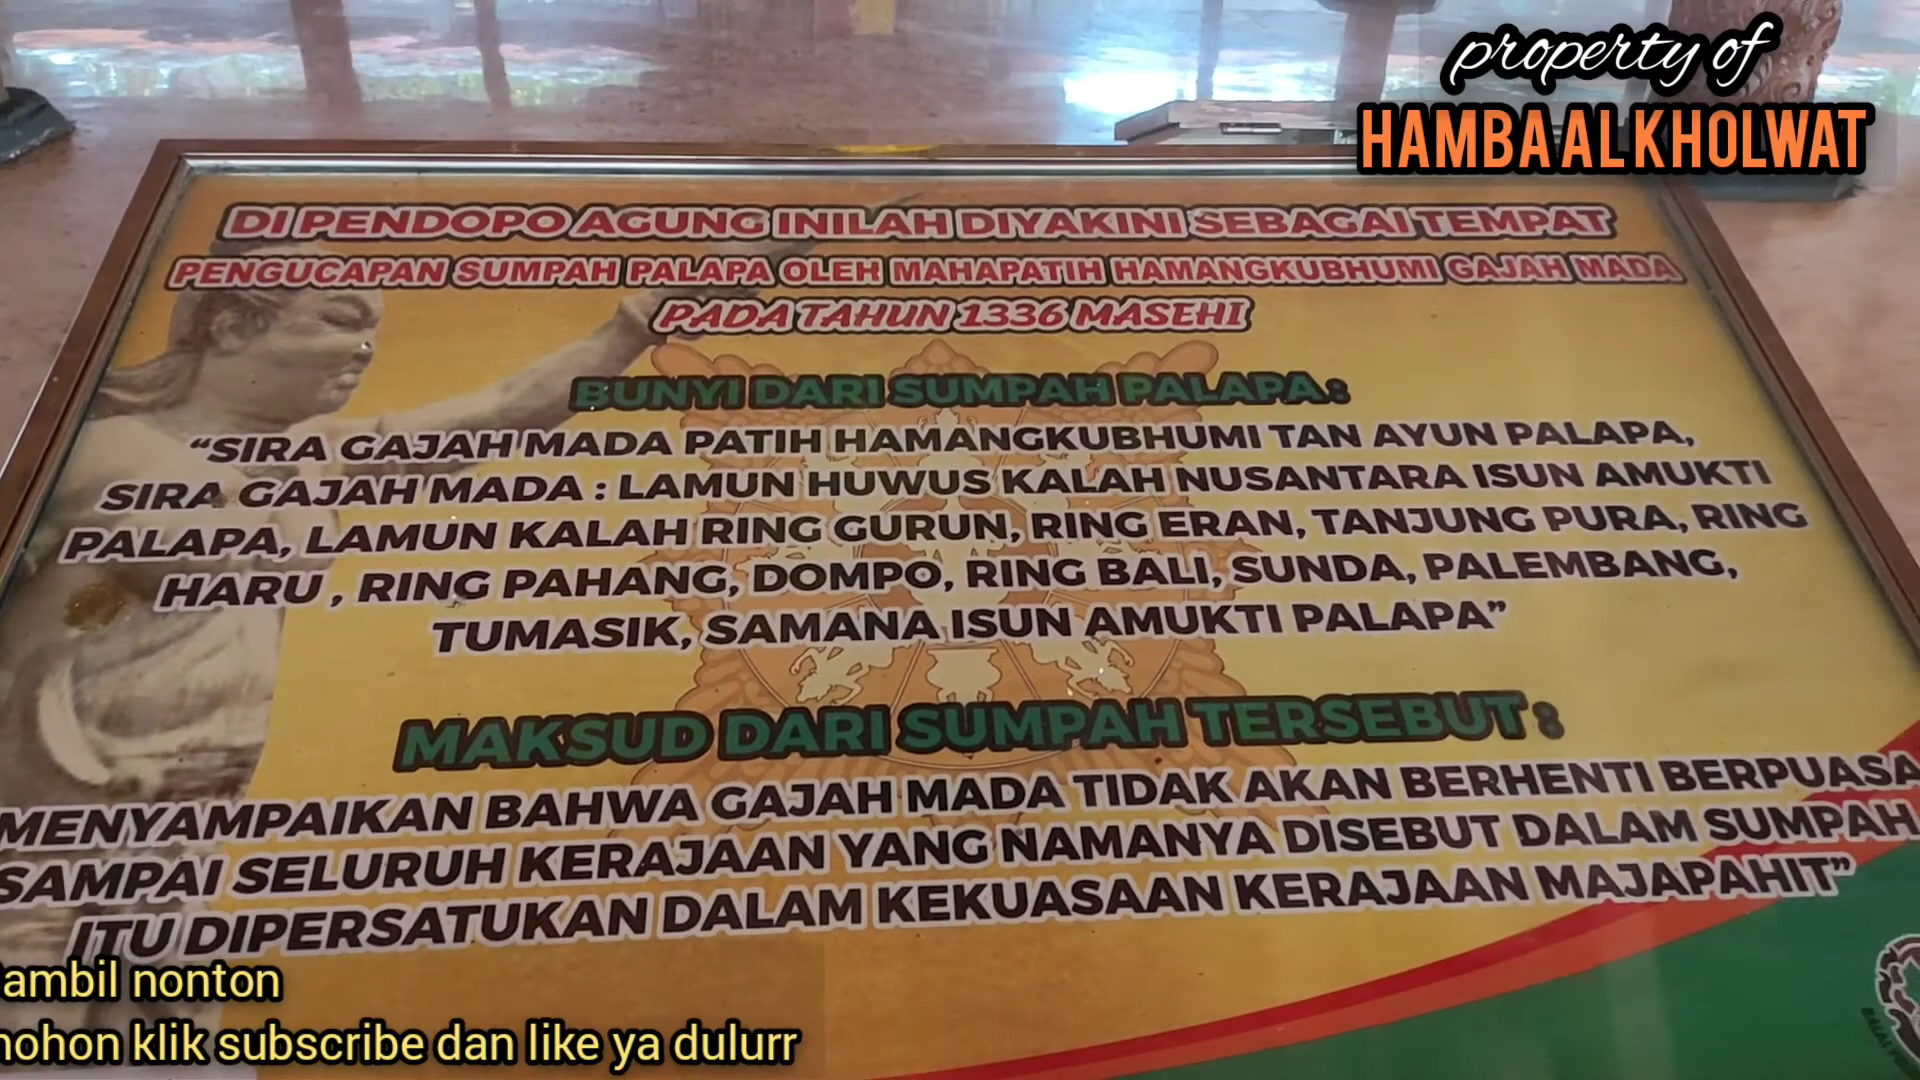 property of
HAMBA AL KHOLWAT
DI PENDOPO AGUNG INILAH DIYAKINI SEBAGAI TEMPAT
PENGUCAPAN SUMPAH PALAPA OLEH MAHAPATIH HAMANGKUBHUMI GAJAH MADA
PADA TAHUN 1336 MASEHI
BUNYI DARI SUMPAH PALAPA :
“SIRA GAJAH MADA PATIH HAMANGKUBHUMI TAN AYUN PALAPA,
SIRA GAJAH MADA : LAMUN HUWUS KALAH NUSANTARA ISUN AMUKTI
PALAPA, LAMUN KALAH RING GURUN, RING ERAN, TANJUNG PURA, RING
HARU , RING PAHANG, DOMPO, RING BALI, SUNDA, PALEMBANG,
TUMASIK, SAMANA ISUN AMUKTI PALAPA”
MAKSUD DARI SUMPAH TERSEBUT :
MENYAMPAIKAN BAHWA GAJAH MADA TIDAK AKAN BERHENTI BERPUASA
SAMPAI SELURUH KERAJAAN YANG NAMANYA DISEBUT DALAM SUMPAH
ITU DIPERSATUKAN DALAM KEKUASAAN KERAJAAN MAJAPAHIT”
ambil nonton
mohon klik subscribe dan like ya dulurr